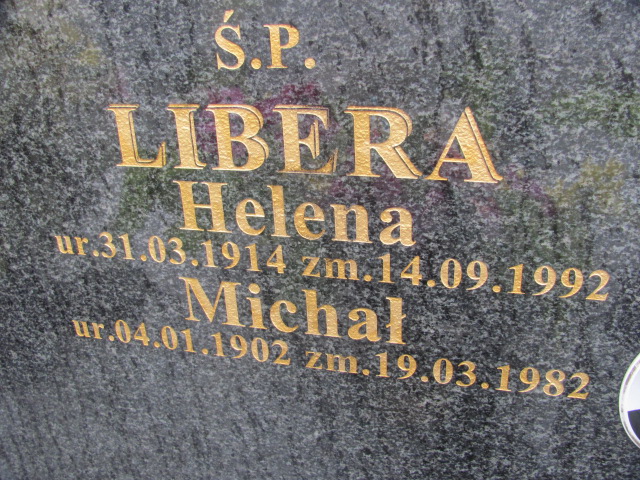 Ś.P.
LIBERA
Helena
ur.31.03.1914 zm.14.09.1992
Michał
ur.04.01.1902 zm.19.03.1982